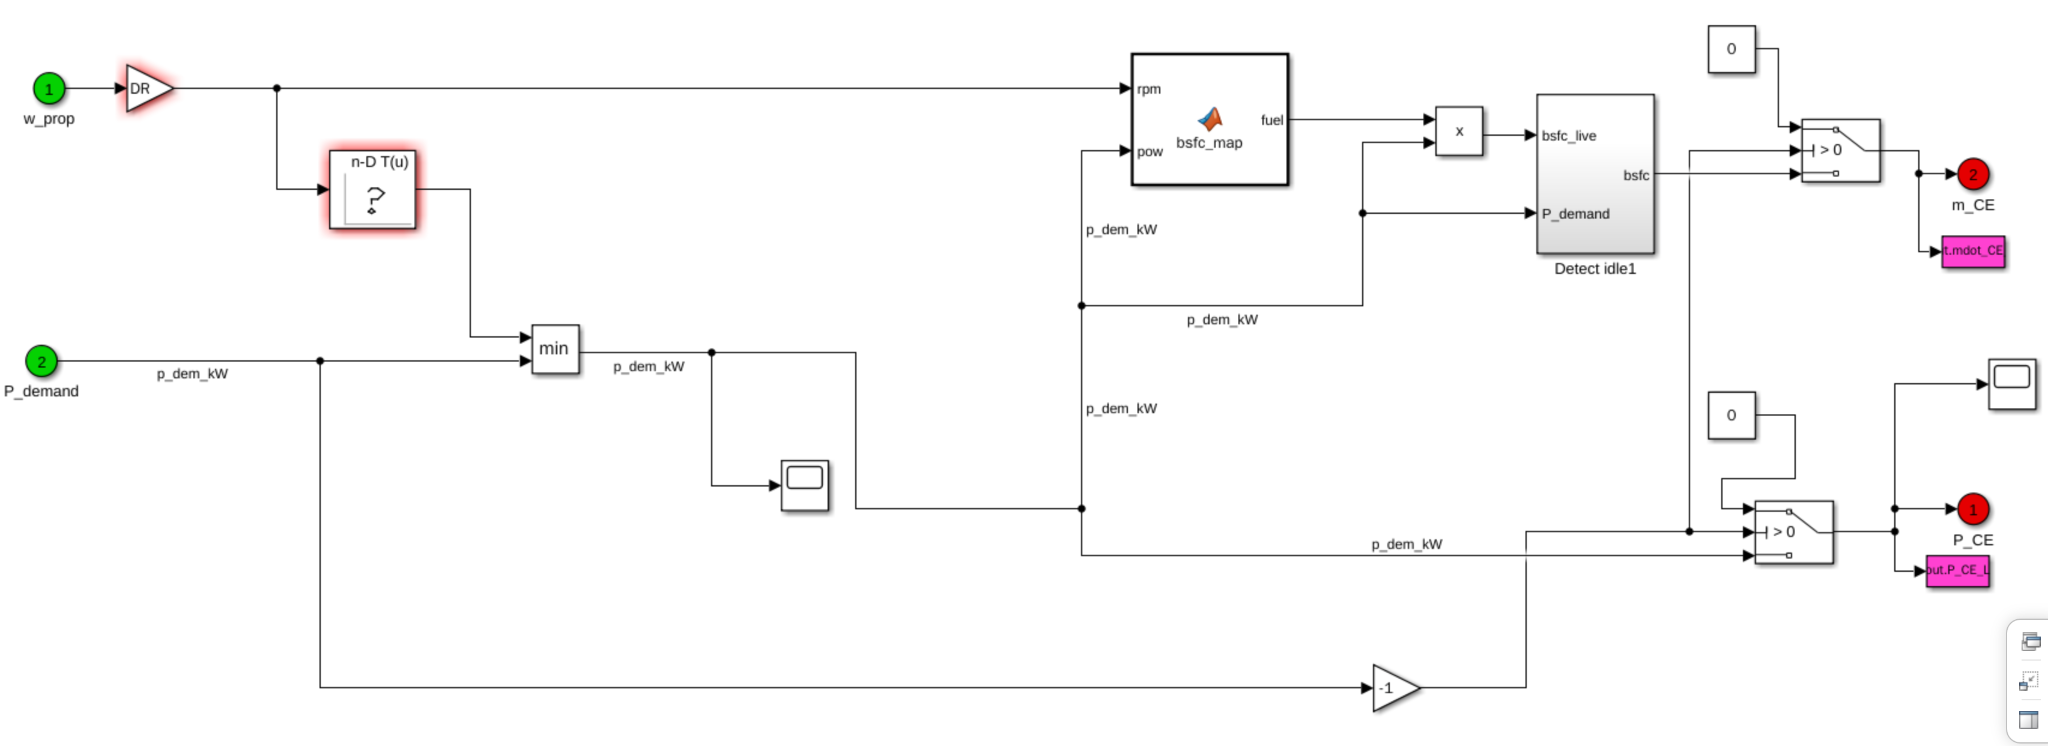 1
w_prop
DR
n-D T(u)
?
rpm
pow
fuel
bsfc_map
x
bsfc_live
bsfc
P_demand
Detect idle1
0
> 0
2
m_CE
t.mdot_CE
p_dem_kW
p_dem_kW
2
P_demand
p_dem_kW
min
p_dem_kW
p_dem_kW
0
> 0
p_dem_kW
1
P_CE
out.P_CE_L
-1